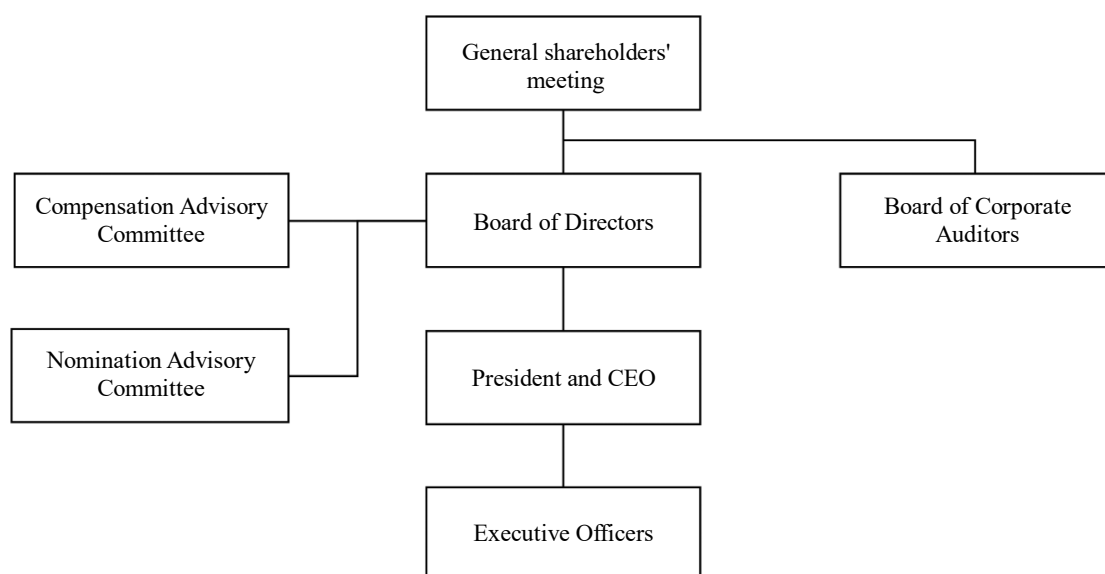 General shareholders'
meeting
Compensation Advisory
Committee
Board of Directors
Board of Corporate
Auditors
Nomination Advisory
Committee
President and CEO
Executive Officers